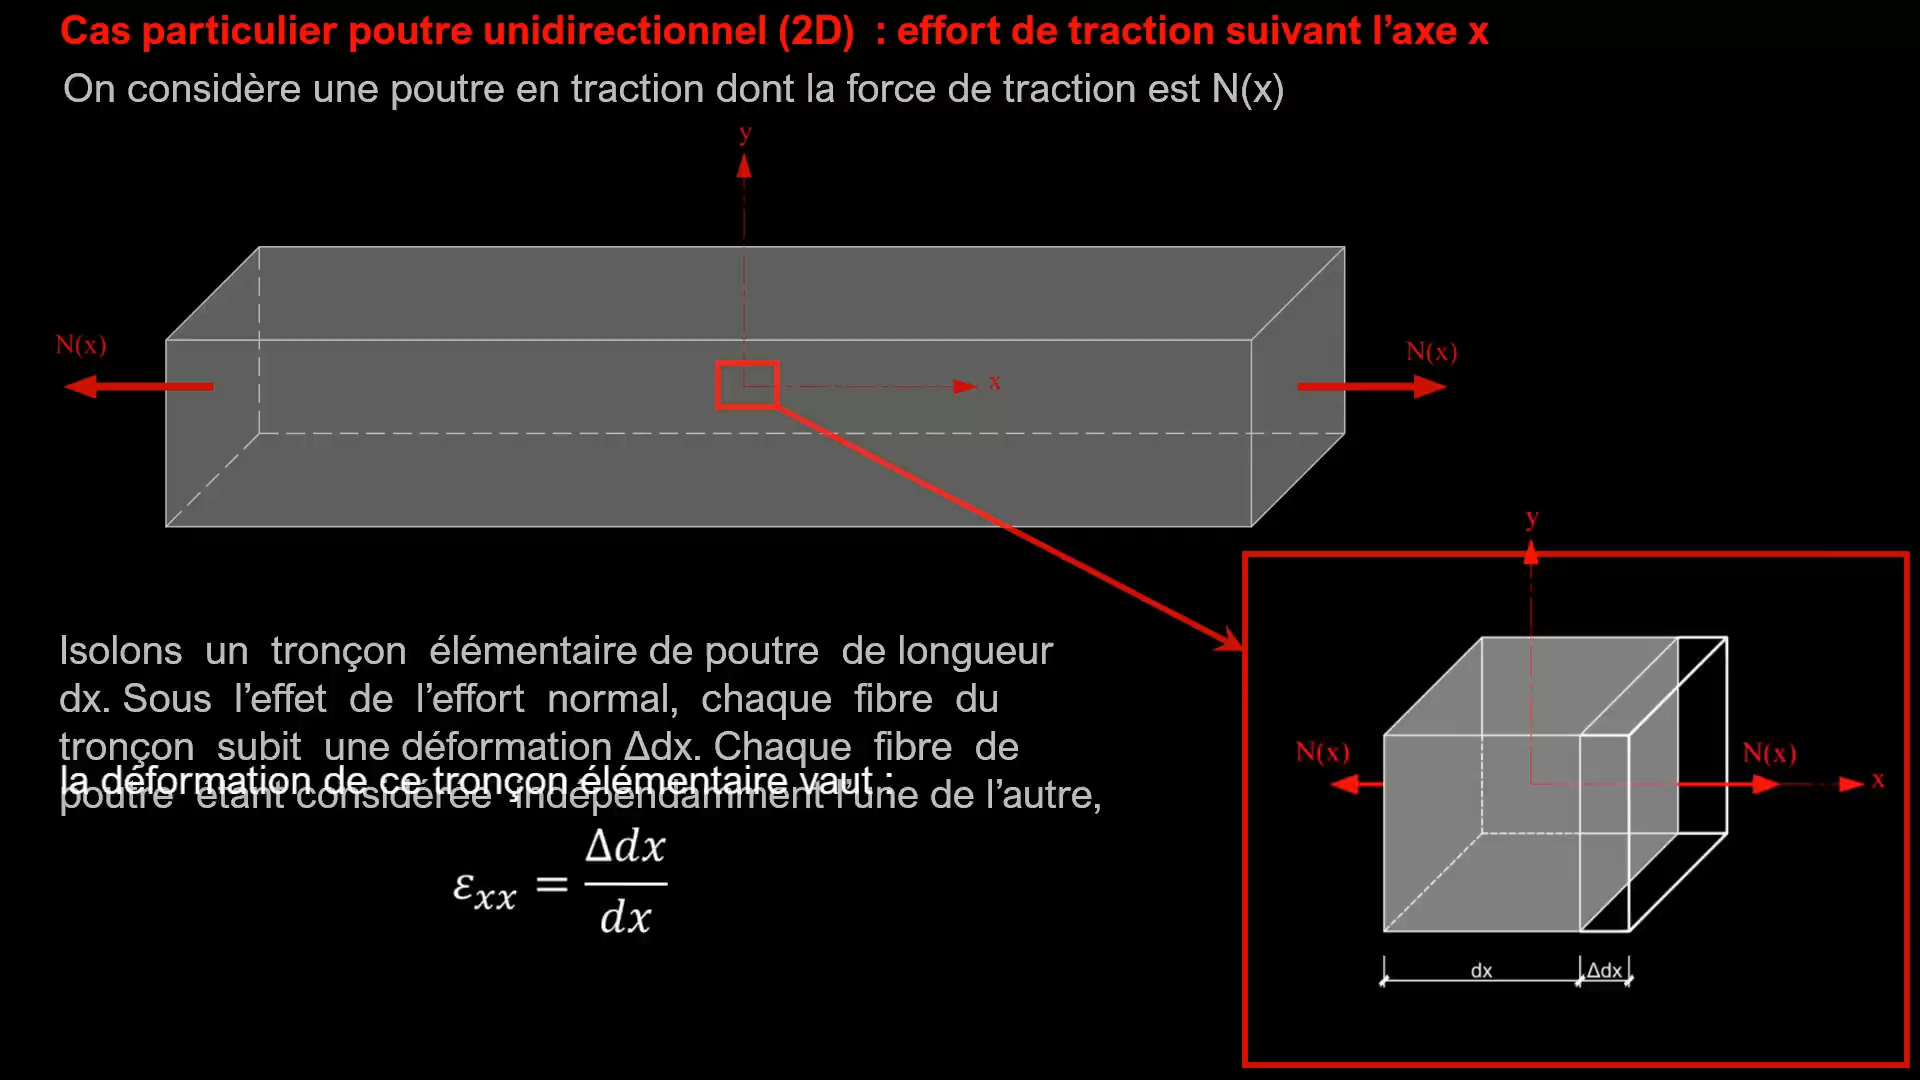 Cas particulier poutre unidirectionnel (2D) : effort de traction suivant l’axe x
On considère une poutre en traction dont la force de traction est N(x)
y
N(x)
N(x)
x
Isolons un tronçon élémentaire de poutre de longueur
dx. Sous l’effet de l’effort normal, chaque fibre du
tronçon subit une déformation Δdx. Chaque fibre de
poutre étant considérée indépendamment l’une de l’autre,
la déformation de ce tronçon élémentaire vaut :
εxx = Δdx / dx
y
N(x)
N(x)
x
dx
Δdx